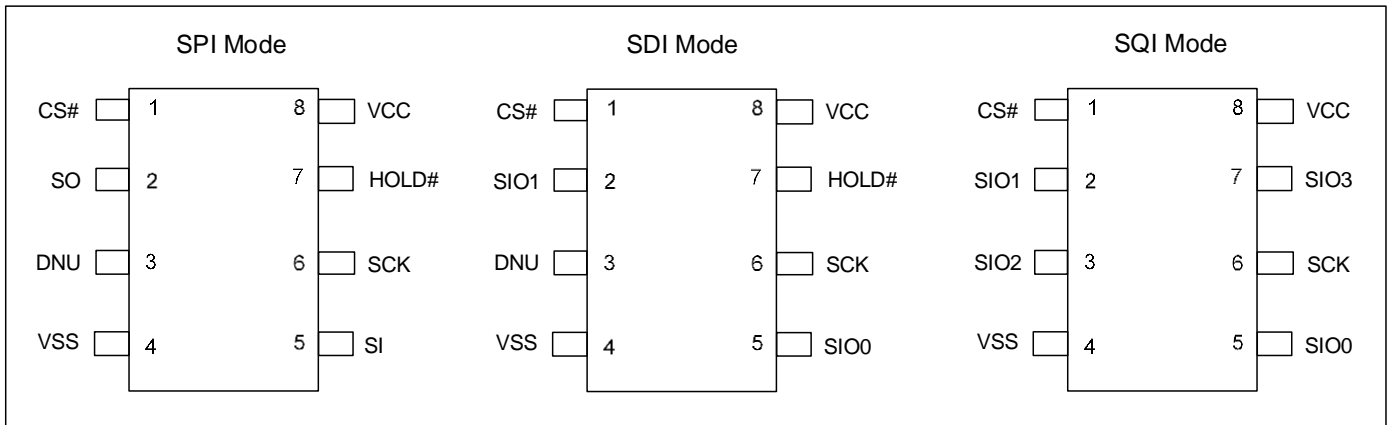 SPI Mode
CS# 1 8 VCC
SO 2 7 HOLD#
DNU 3 6 SCK
VSS 4 5 SI
SDI Mode
CS# 1 8 VCC
SIO1 2 7 HOLD#
DNU 3 6 SCK
VSS 4 5 SIO0
SQI Mode
CS# 1 8 VCC
SIO1 2 7 SIO3
SIO2 3 6 SCK
VSS 4 5 SIO0